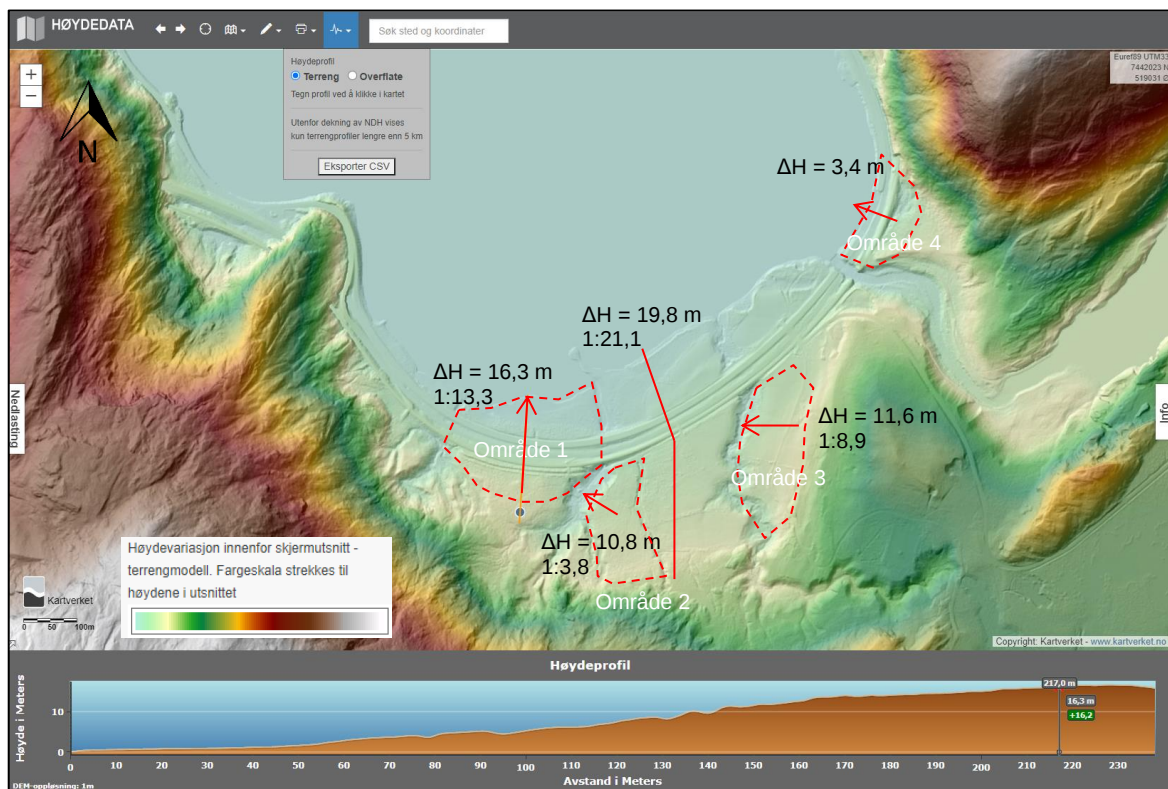 HØYDEDATA
Søk sted og koordinater
Høydeprofil
Terreng
Overflate
Tegn profil ved å klikke i kartet
Utenfor dekning av NDH vises
kun terrengprofiler lengre enn 5 km
Eksporter CSV
Euref89 UTM33
7442023 N
519031 Ø
+
−
N
ΔH = 3,4 m
Område 4
ΔH = 19,8 m
1:21,1
ΔH = 16,3 m
1:13,3
Område 1
ΔH = 11,6 m
1:8,9
Område 3
ΔH = 10,8 m
1:3,8
Område 2
Nedlasting
Info
Høydevariasjon innenfor skjermutsnitt -
terrengmodell. Fargeskala strekkes til
høydene i utsnittet
Kartverket
0 50 100m
Copyright: Kartverket - www.kartverket.no
Høydeprofil
Høyde i Meters
10
0
217,0 m
16,3 m
+16,2
0 10 20 30 40 50 60 70 80 90 100 110 120 130 140 150 160 170 180 190 200 210 220 230
Avstand i Meters
DEM-oppløsning: 1m